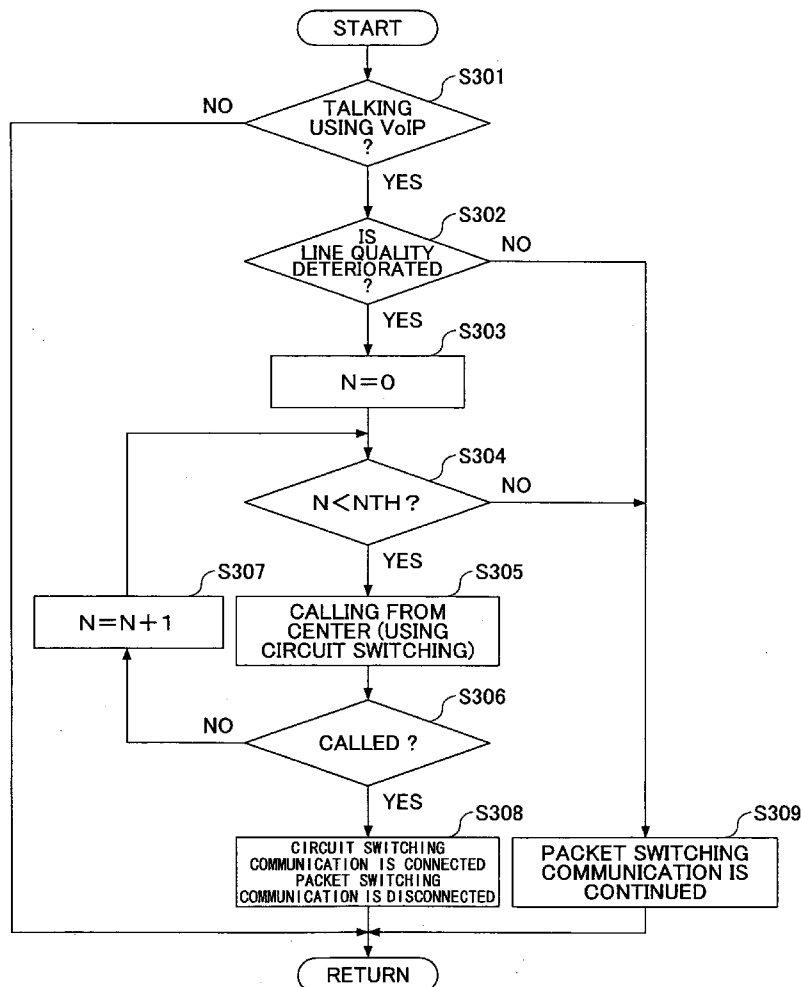 START
S301
NO
TALKING
USING VoIP
?
YES
S302
IS
LINE QUALITY
DETERIORATED
?
NO
YES
S303
N=0
S304
N<NTH?
NO
YES
S307
N=N+1
S305
CALLING FROM
CENTER (USING
CIRCUIT SWITCHING)
S306
NO
CALLED ?
YES
S308
CIRCUIT SWITCHING
COMMUNICATION IS CONNECTED
PACKET SWITCHING
COMMUNICATION IS DISCONNECTED
S309
PACKET SWITCHING
COMMUNICATION IS
CONTINUED
RETURN